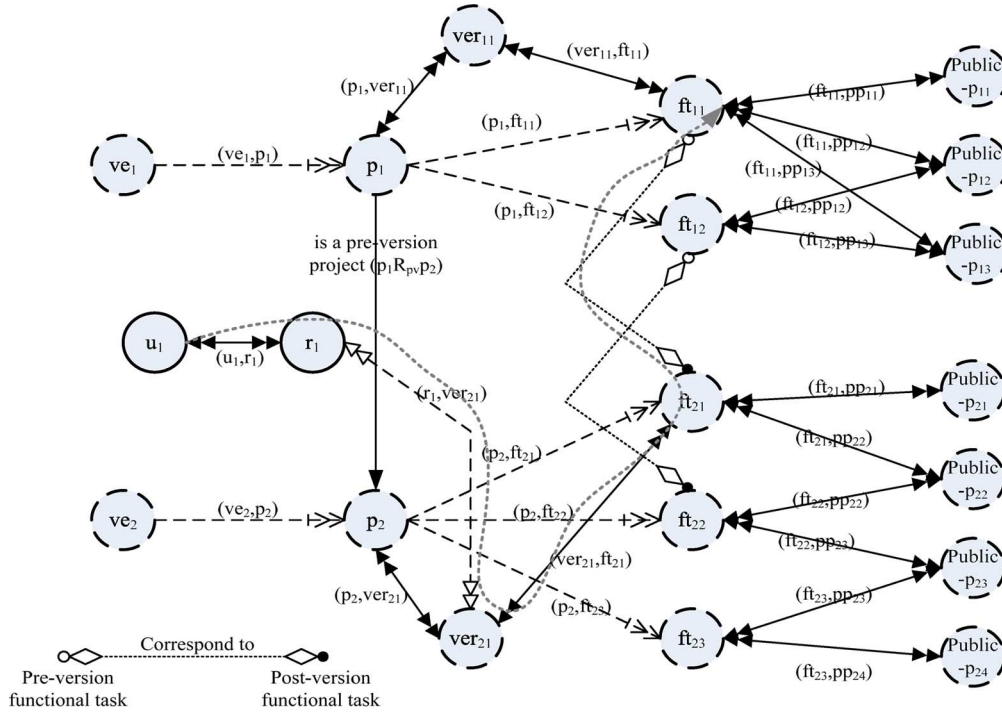 ver₁₁
(ver₁₁,ft₁₁)
Public
-p₁₁
(p₁,ver₁₁)
ft₁₁
(ft₁₁,pp₁₁)
(p₁,ft₁₁)
(ft₁₁,pp₁₂)
(ve₁,p₁)
ve₁
p₁
(ft₁₁,pp₁₃)
Public
-p₁₂
(p₁,ft₁₂)
(ft₁₂,pp₁₂)
ft₁₂
(ft₁₂,pp₁₃)
Public
-p₁₃
is a pre-version
project (p₁Rₚᵥp₂)
u₁
r₁
(u₁,r₁)
(r₁,ver₂₁)
ft₂₁
(ft₂₁,pp₂₁)
Public
-p₂₁
(ft₂₁,pp₂₂)
(p₂,ft₂₁)
Public
-p₂₂
(ft₂₂,pp₂₂)
(ve₂,p₂)
ve₂
p₂
(p₂,ft₂₂)
ft₂₂
(ft₂₂,pp₂₃)
(ver₂₁,ft₂₁)
Public
-p₂₃
(p₂,ver₂₁)
(p₂,ft₂₃)
(ft₂₃,pp₂₃)
ver₂₁
ft₂₃
Public
-p₂₄
(ft₂₃,pp₂₄)
Correspond to
Pre-version
functional task
Post-version
functional task